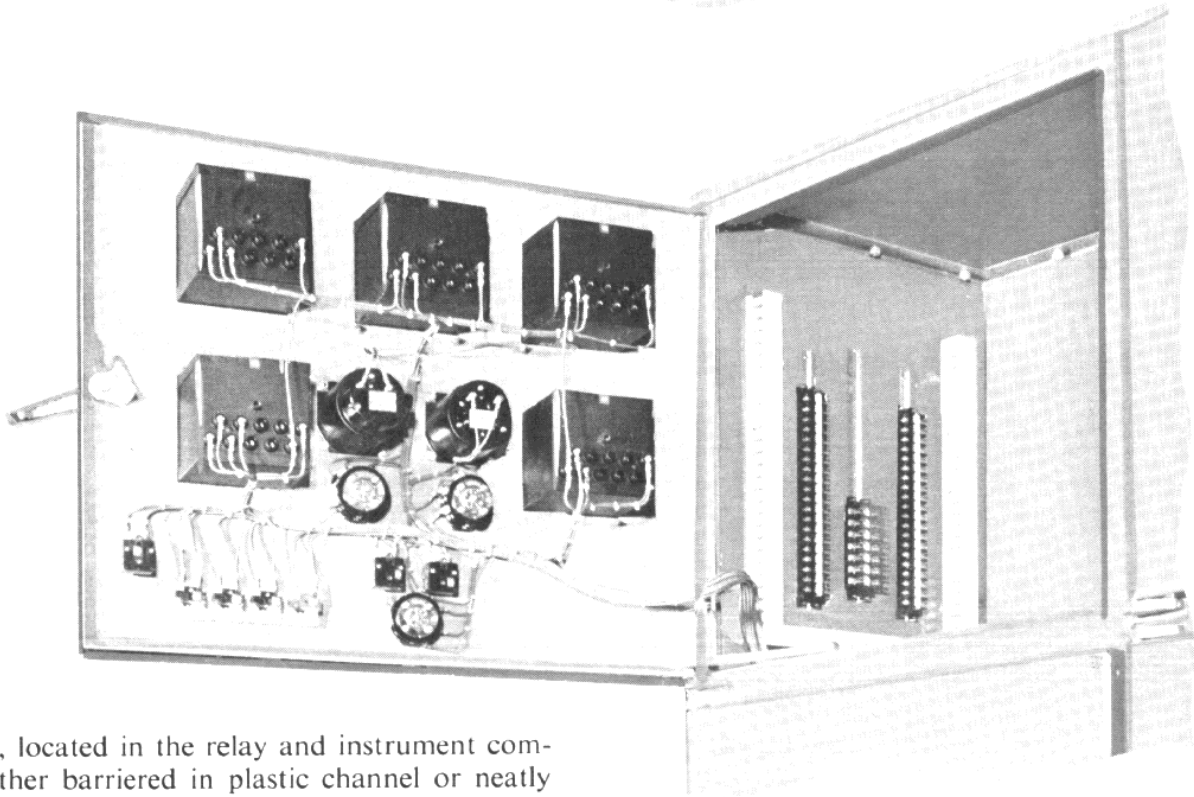 , located in the relay and instrument com-
ther barriered in plastic channel or neatly